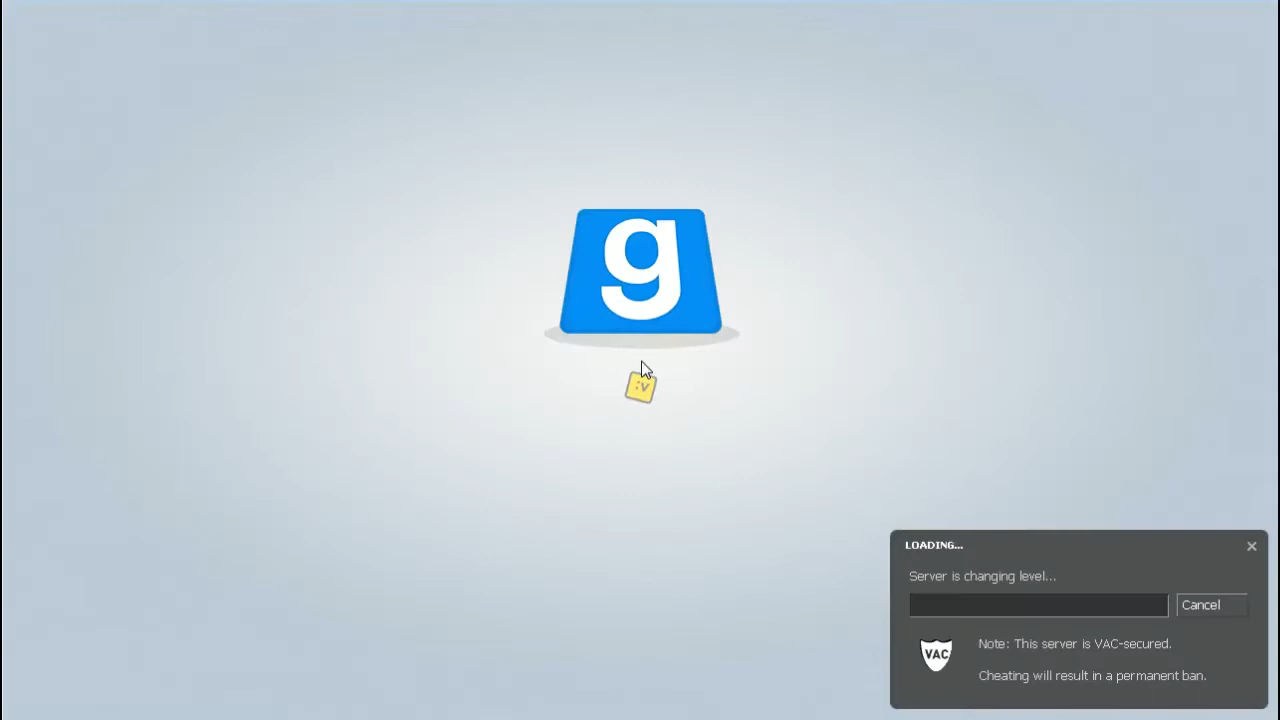 g
:v
LOADING...
Server is changing level...
Cancel
Note: This server is VAC-secured.
VAC
Cheating will result in a permanent ban.